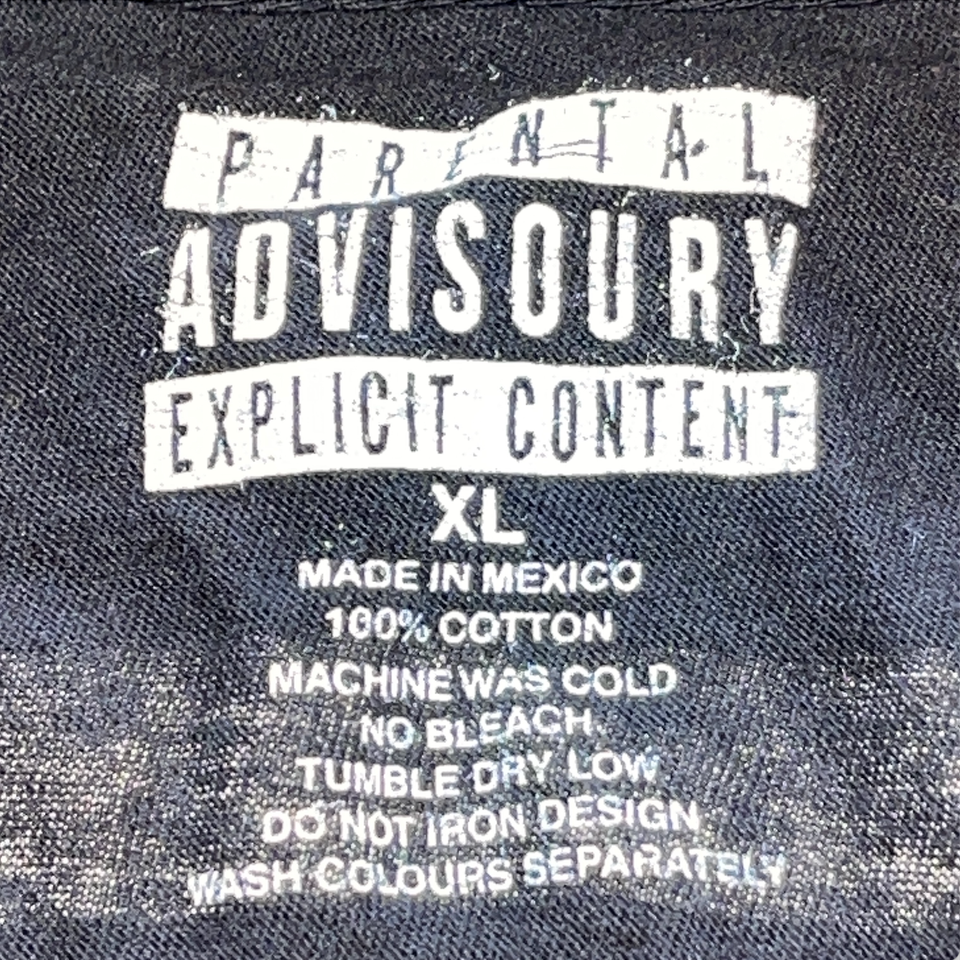 PARENTAL
ADVISOURY
EXPLICIT CONTENT
XL
MADE IN MEXICO
100% COTTON
MACHINE WAS COLD
NO BLEACH.
TUMBLE DRY LOW
DO NOT IRON DESIGN
WASH COLOURS SEPARATELY